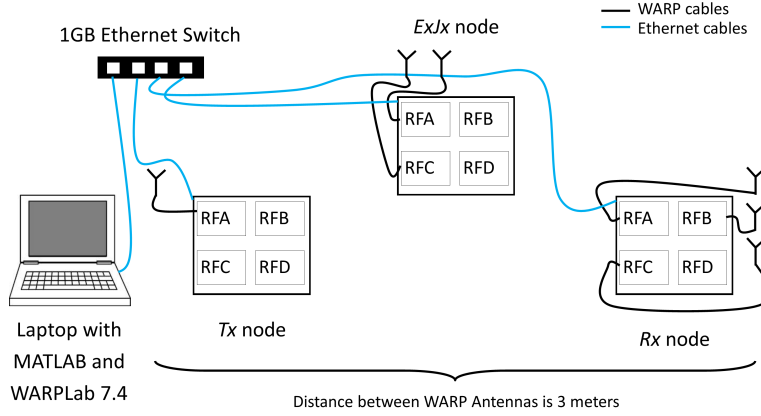 WARP cables
Ethernet cables
1GB Ethernet Switch
ExJx node
RFA RFB
RFC RFD
RFA RFB
RFC RFD
RFA RFB
RFC RFD
Laptop with
MATLAB and
WARPLab 7.4
Tx node
Rx node
Distance between WARP Antennas is 3 meters